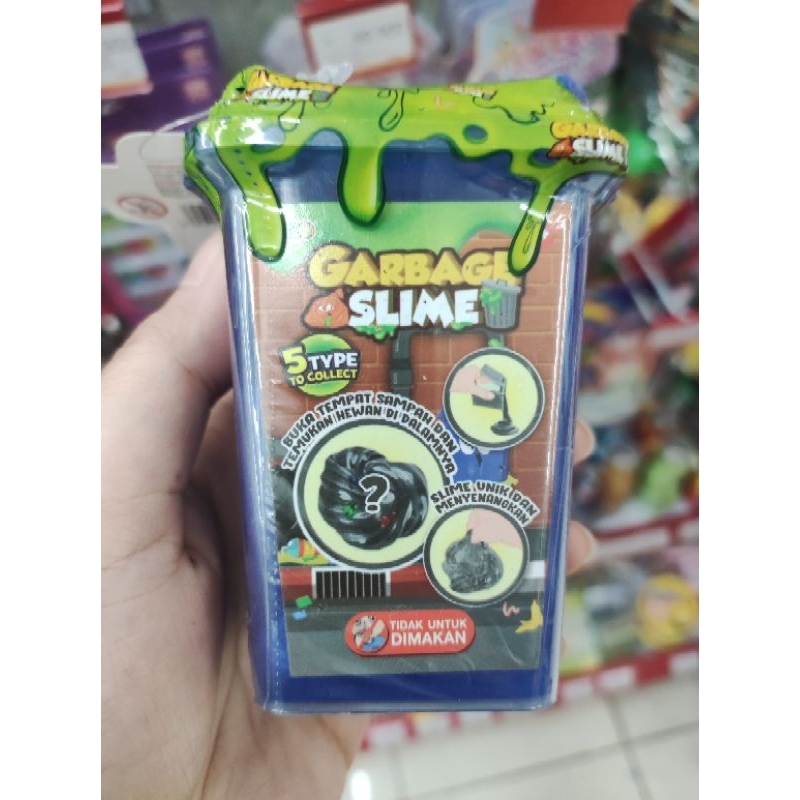 GARBAGE
SLIME
GARBAGE
SLIME
GARBAGE
SLIME
5 TYPE
TO COLLECT
BUKA TEMPAT SAMPAH DAN
TEMUKAN HEWAN DI DALAMNYA
?
SLIME UNIK DAN
MENYENANGKAN
TIDAK UNTUK
DIMAKAN